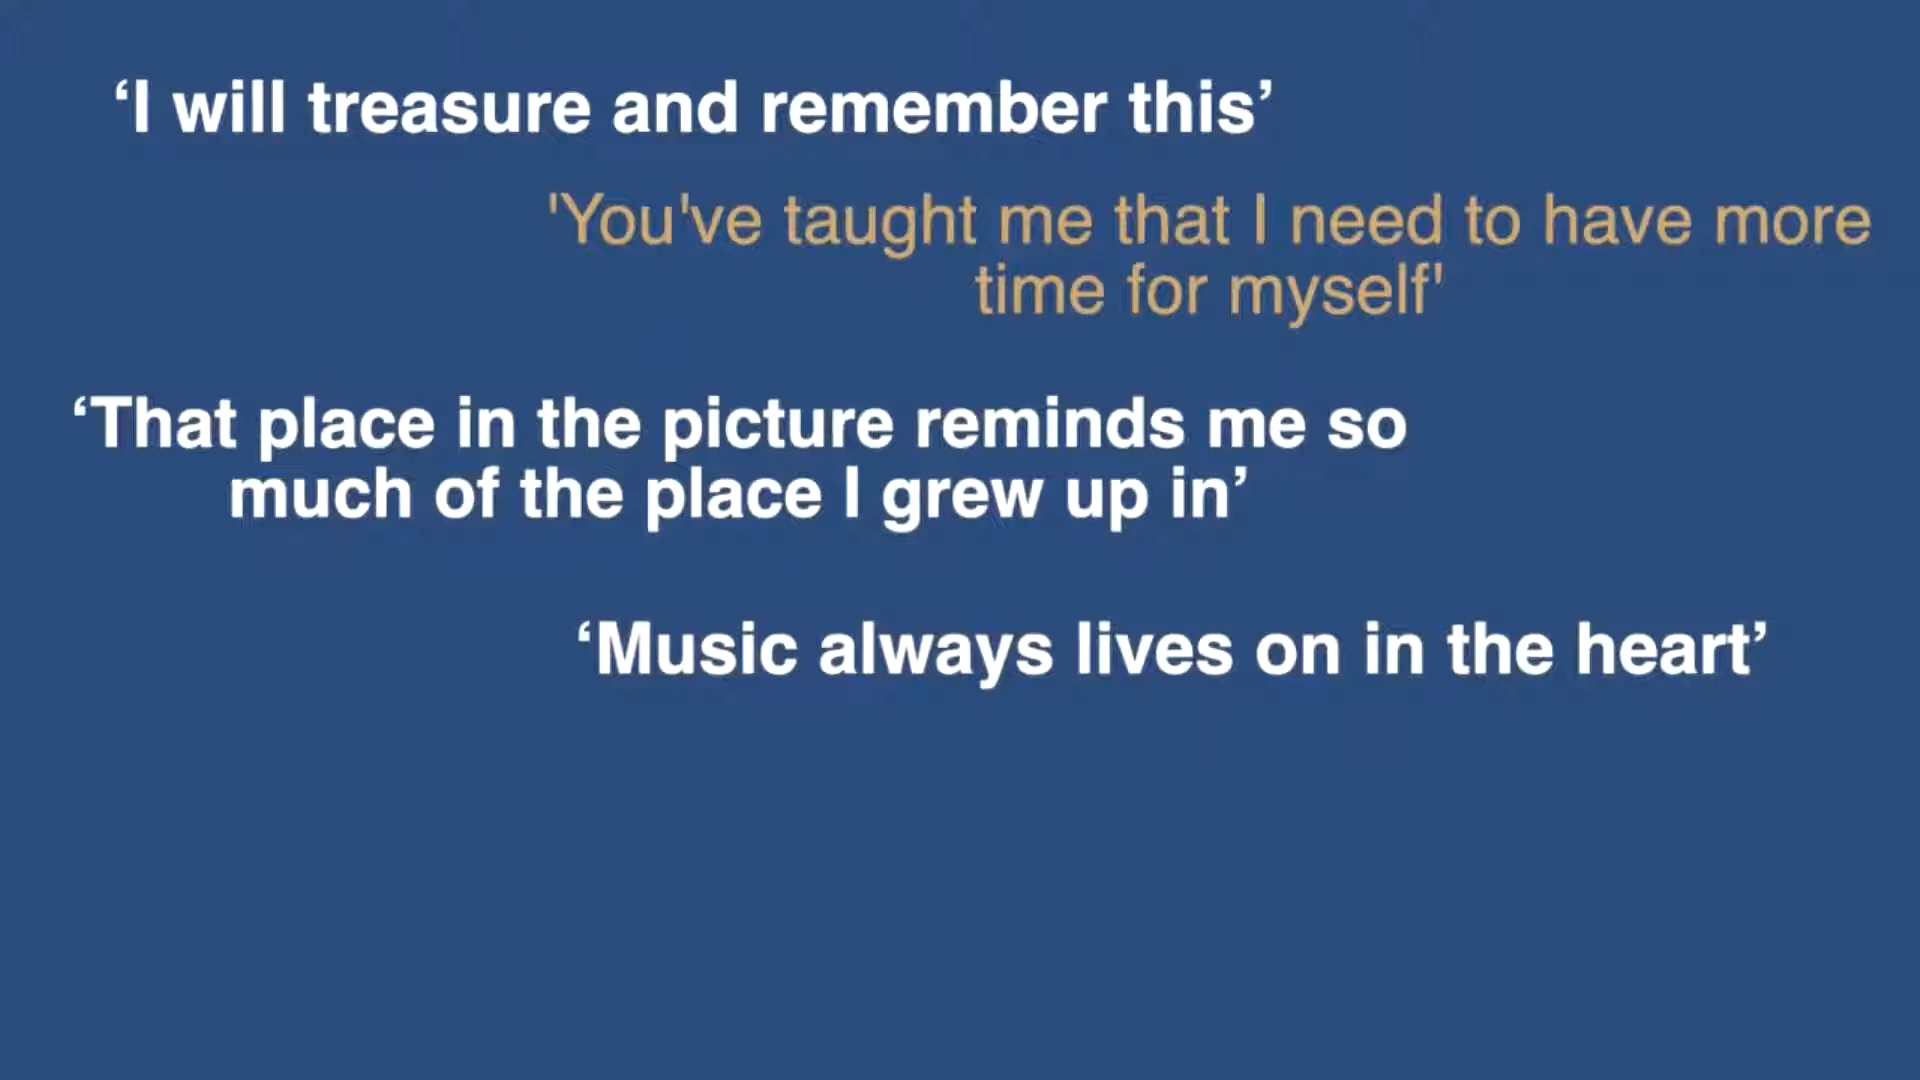 ‘I will treasure and remember this’
'You've taught me that I need to have more
time for myself'
‘That place in the picture reminds me so
much of the place I grew up in’
‘Music always lives on in the heart’